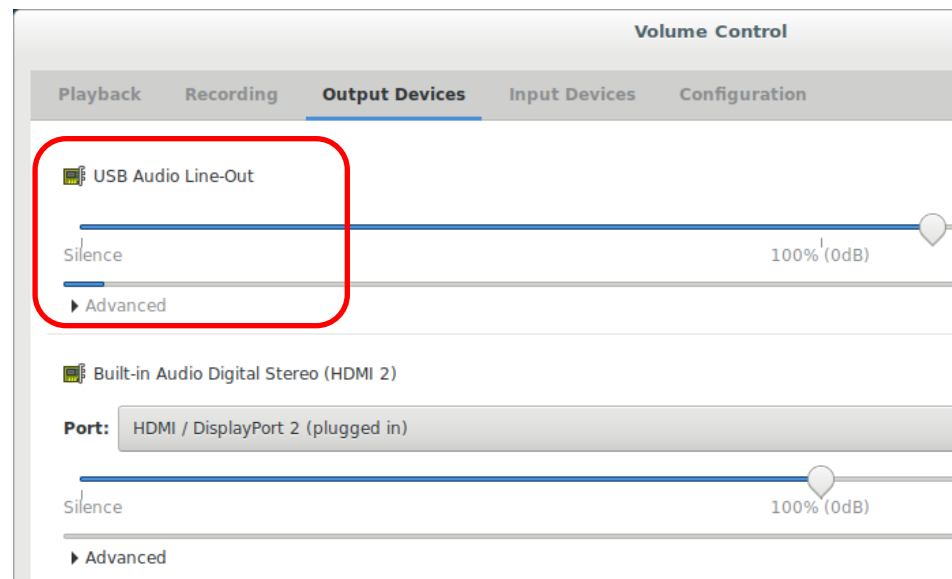 Volume Control
Playback Recording Output Devices Input Devices Configuration
USB Audio Line-Out
Silence 100% (0dB)
Advanced
Built-in Audio Digital Stereo (HDMI 2)
Port: HDMI / DisplayPort 2 (plugged in)
Silence 100% (0dB)
Advanced